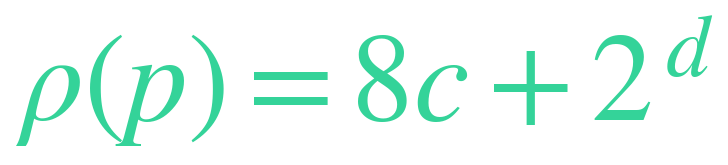 ρ(p) = 8c + 2^d